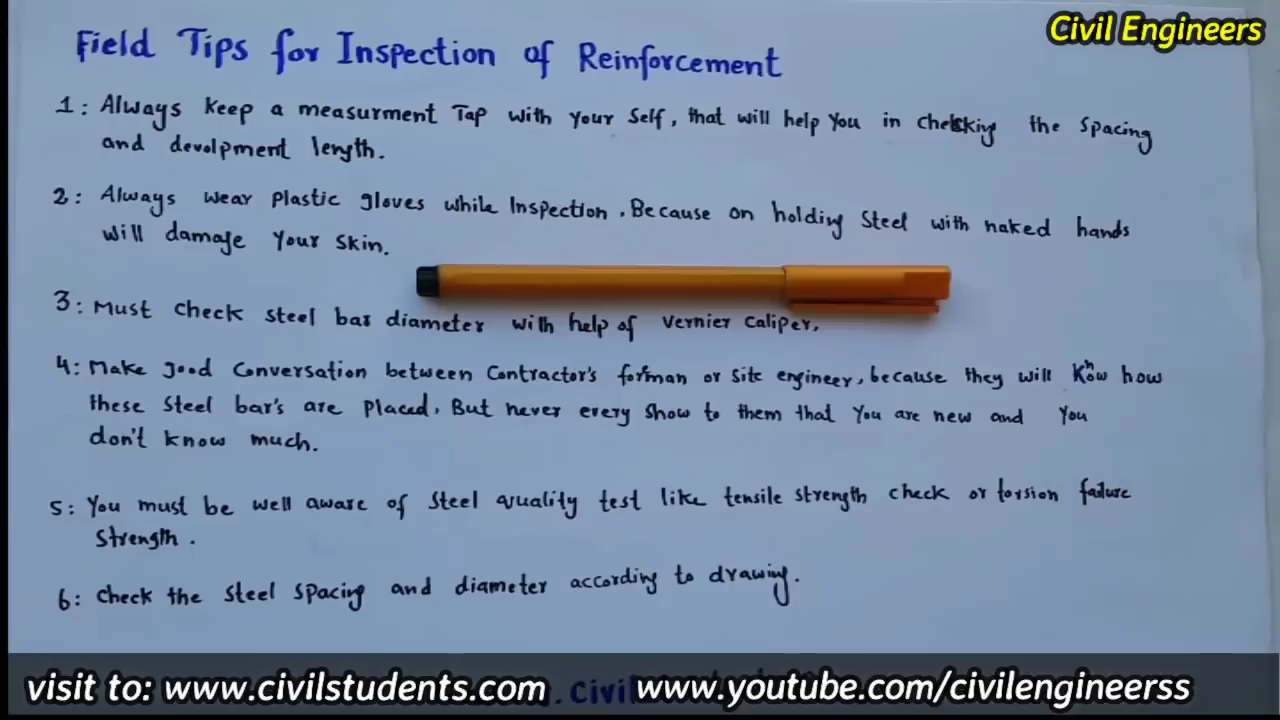 Civil Engineers
Field Tips for Inspection of Reinforcement
1: Always keep a measurment Tap with your self, that will help you in checking the spacing
and devolpment length.
2: Always wear plastic gloves while Inspection. Because on holding steel with naked hands
will damage your skin.
3: Must check steel bar diameter with help of vernier caliper.
4: Make good conversation between contractor's forman or site engineer, because they will know how
these steel bar's are placed. But never every show to them that you are new and you
don't know much.
5: You must be well aware of steel quality test like tensile strength check or torsion failure
strength.
6: check the steel spacing and diameter according to drawing.
visit to: www.civilstudents.com www.youtube.com/civilengineerss